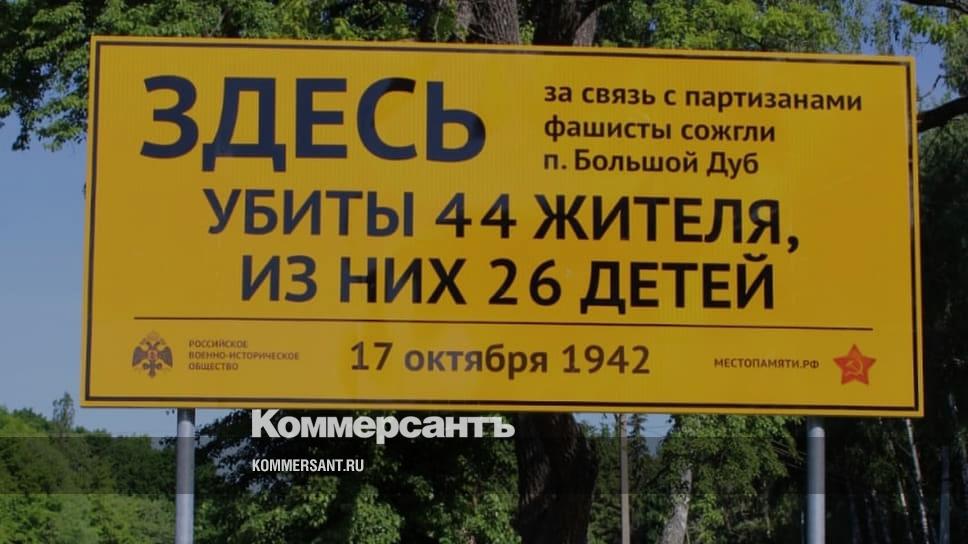 ЗДЕСЬ
за связь с партизанами
фашисты сожгли
п. Большой Дуб
УБИТЫ 44 ЖИТЕЛЯ,
ИЗ НИХ 26 ДЕТЕЙ
РОССИЙСКОЕ
ВОЕННО-ИСТОРИЧЕСКОЕ
ОБЩЕСТВО
17 октября 1942
МЕСТОПАМЯТИ.РФ
Коммерсантъ
KOMMERSANT.RU